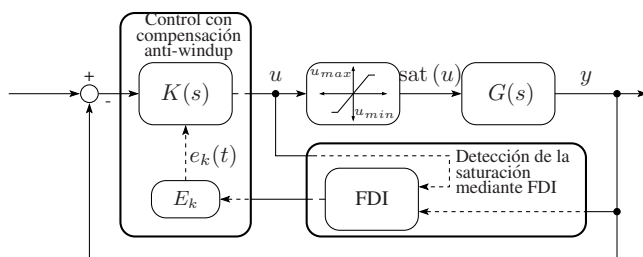 Control con
compensación
anti-windup
+
-
K(s)
u
u_max
u_min
sat (u)
G(s)
y
e_k(t)
E_k
Detección de la
saturación
mediante FDI
FDI